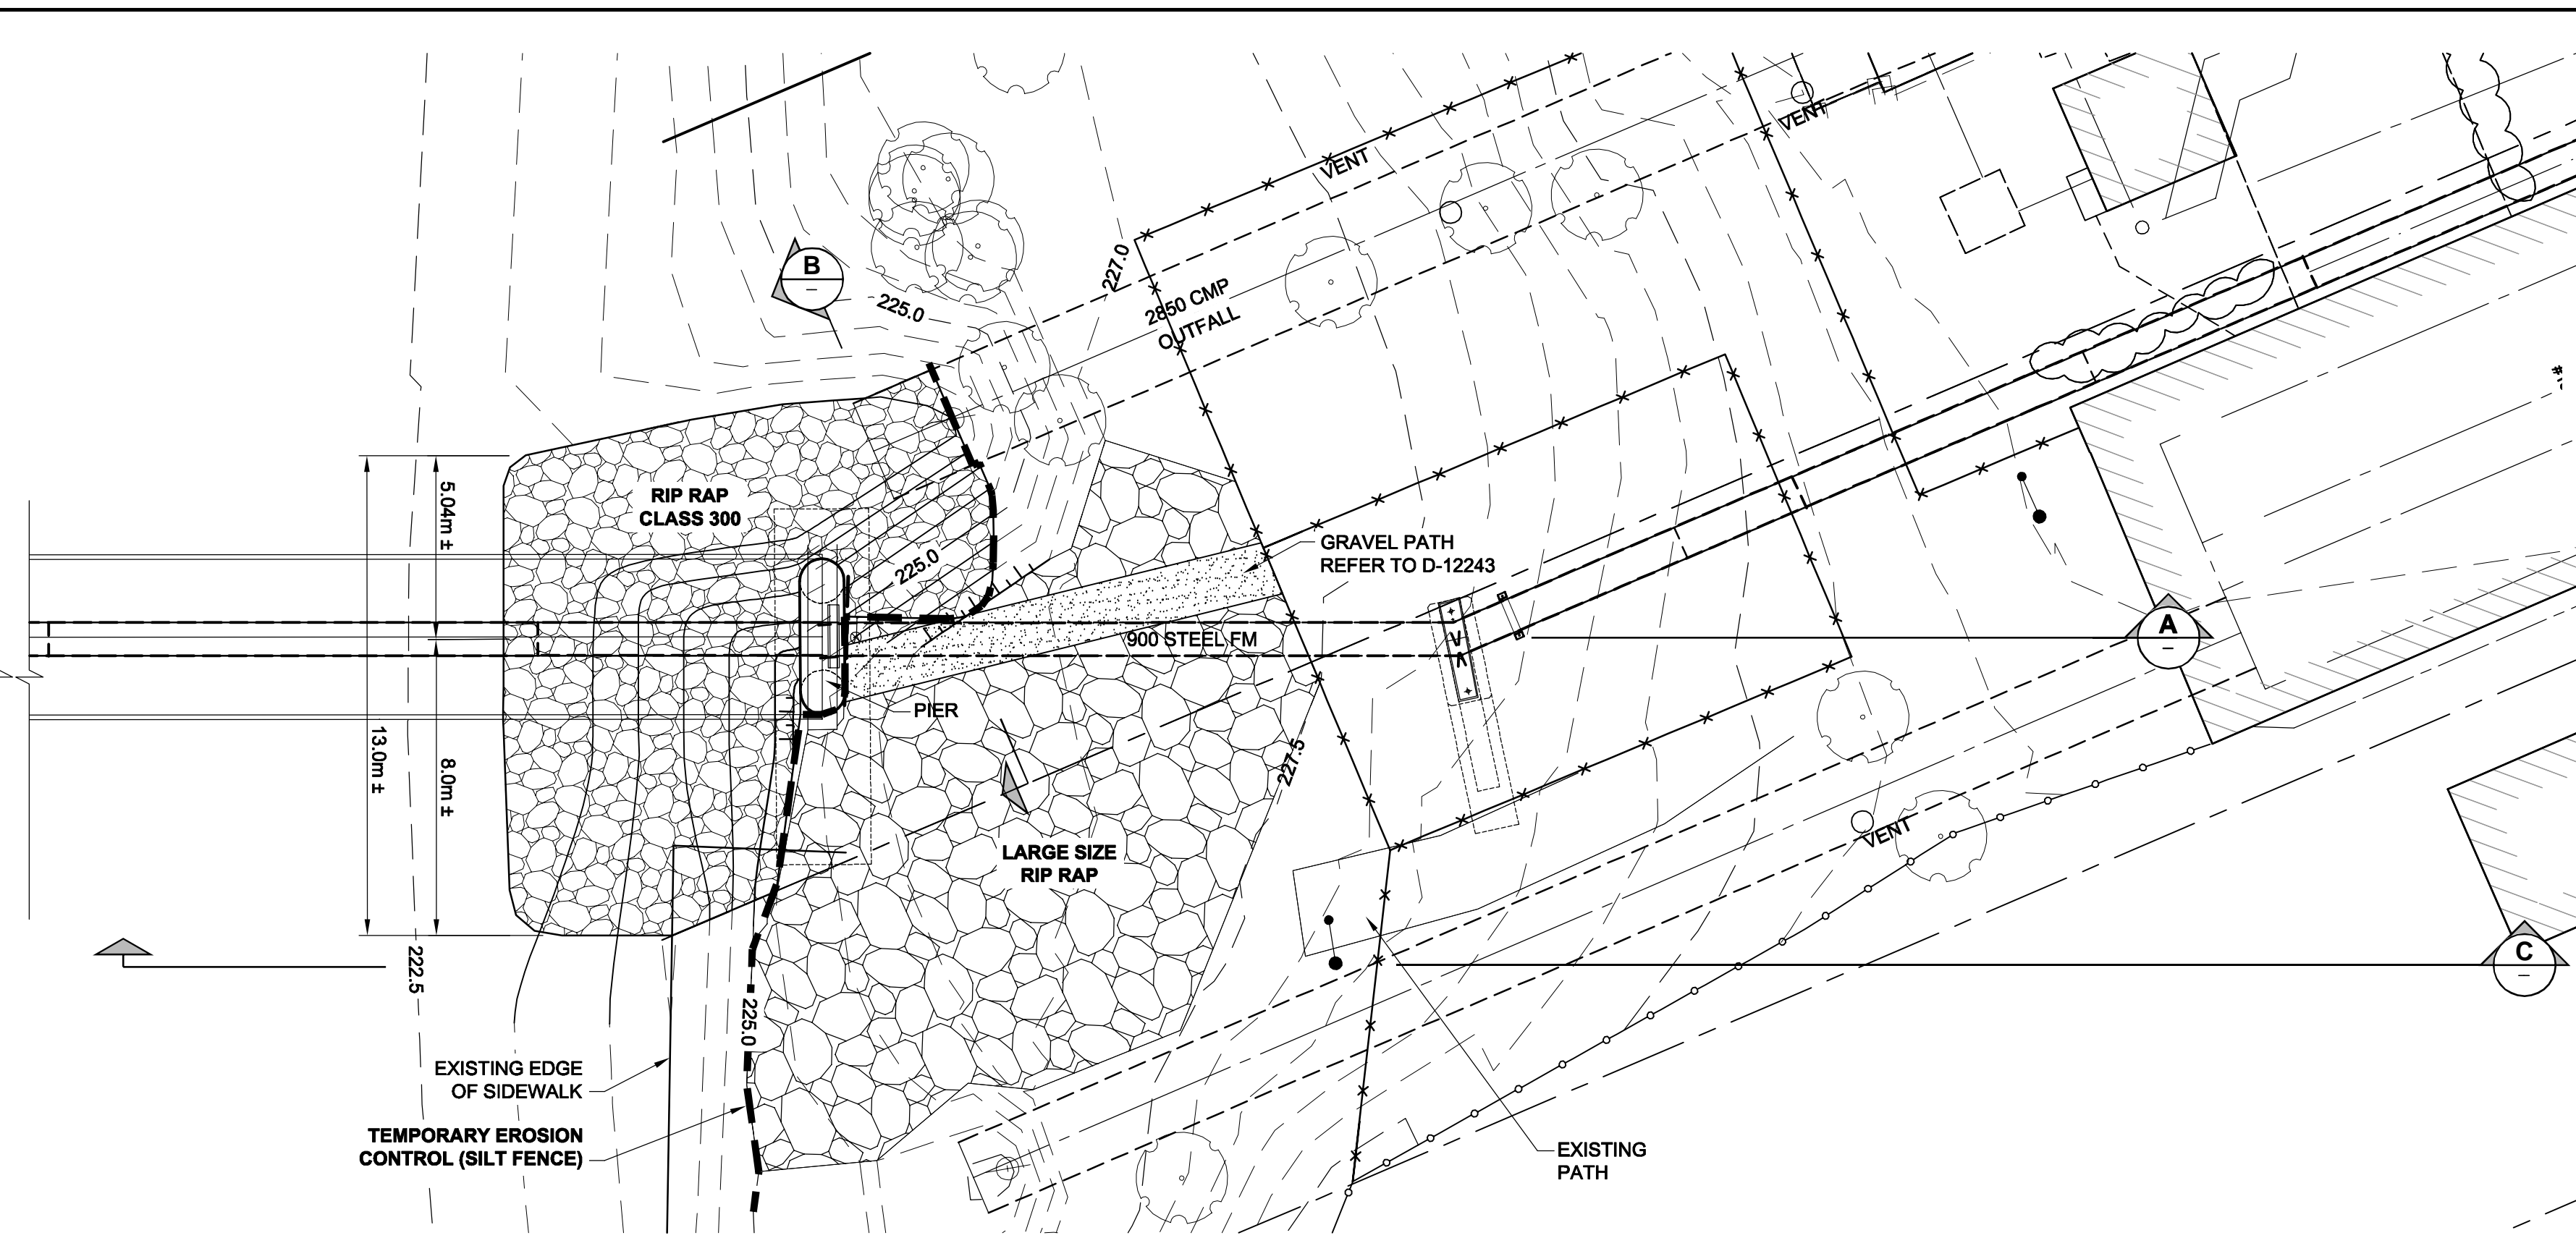 VENT
VENT
B
–
227.0
225.0
2850 CMP
OUTFALL
RIP RAP
CLASS 300
5.04m ±
225.0
GRAVEL PATH
REFER TO D-12243
900 STEEL FM
A
–
PIER
13.0m ±
8.0m ±
227.5
LARGE SIZE
RIP RAP
VENT
C
–
222.5
225.0
EXISTING EDGE
OF SIDEWALK
TEMPORARY EROSION
CONTROL (SILT FENCE)
EXISTING
PATH